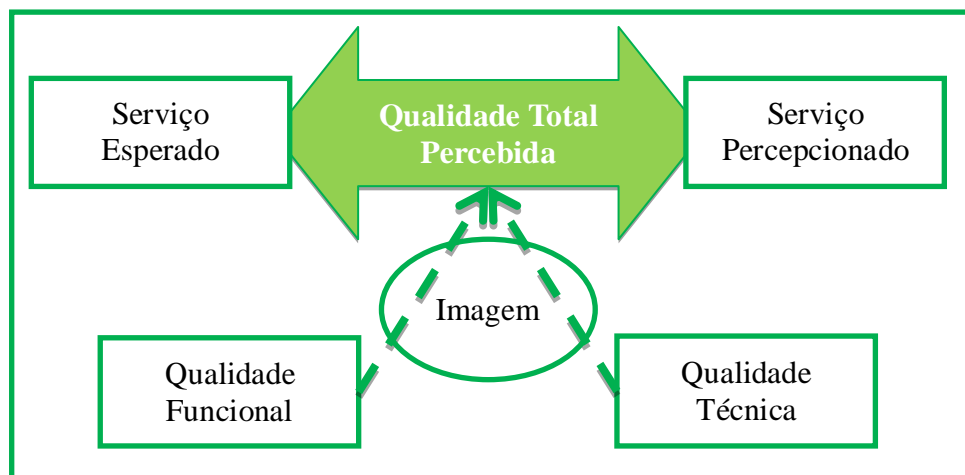 Serviço
Esperado
Qualidade Total
Percebida
Serviço
Percepcionado
Imagem
Qualidade
Funcional
Qualidade
Técnica